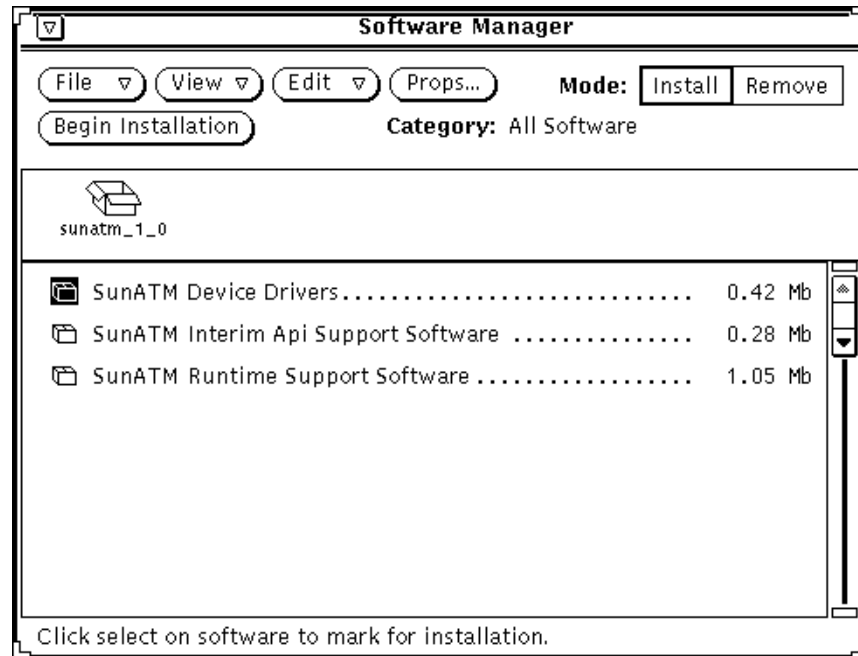 Software Manager
File View Edit Props... Mode: Install Remove
Begin Installation Category: All Software
sunatm_1_0
SunATM Device Drivers.............................. 0.42 Mb
SunATM Interim Api Support Software ............... 0.28 Mb
SunATM Runtime Support Software .................. 1.05 Mb
Click select on software to mark for installation.